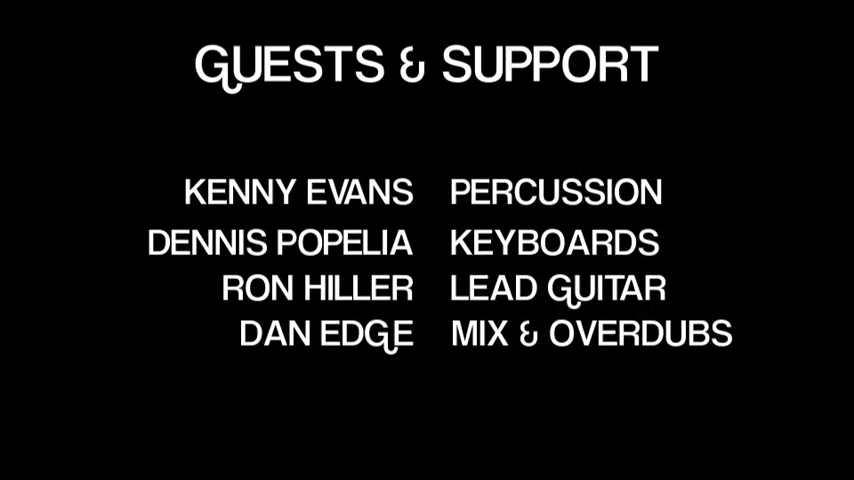 GUESTS & SUPPORT
KENNY EVANS PERCUSSION
DENNIS POPELIA KEYBOARDS
RON HILLER LEAD GUITAR
DAN EDGE MIX & OVERDUBS